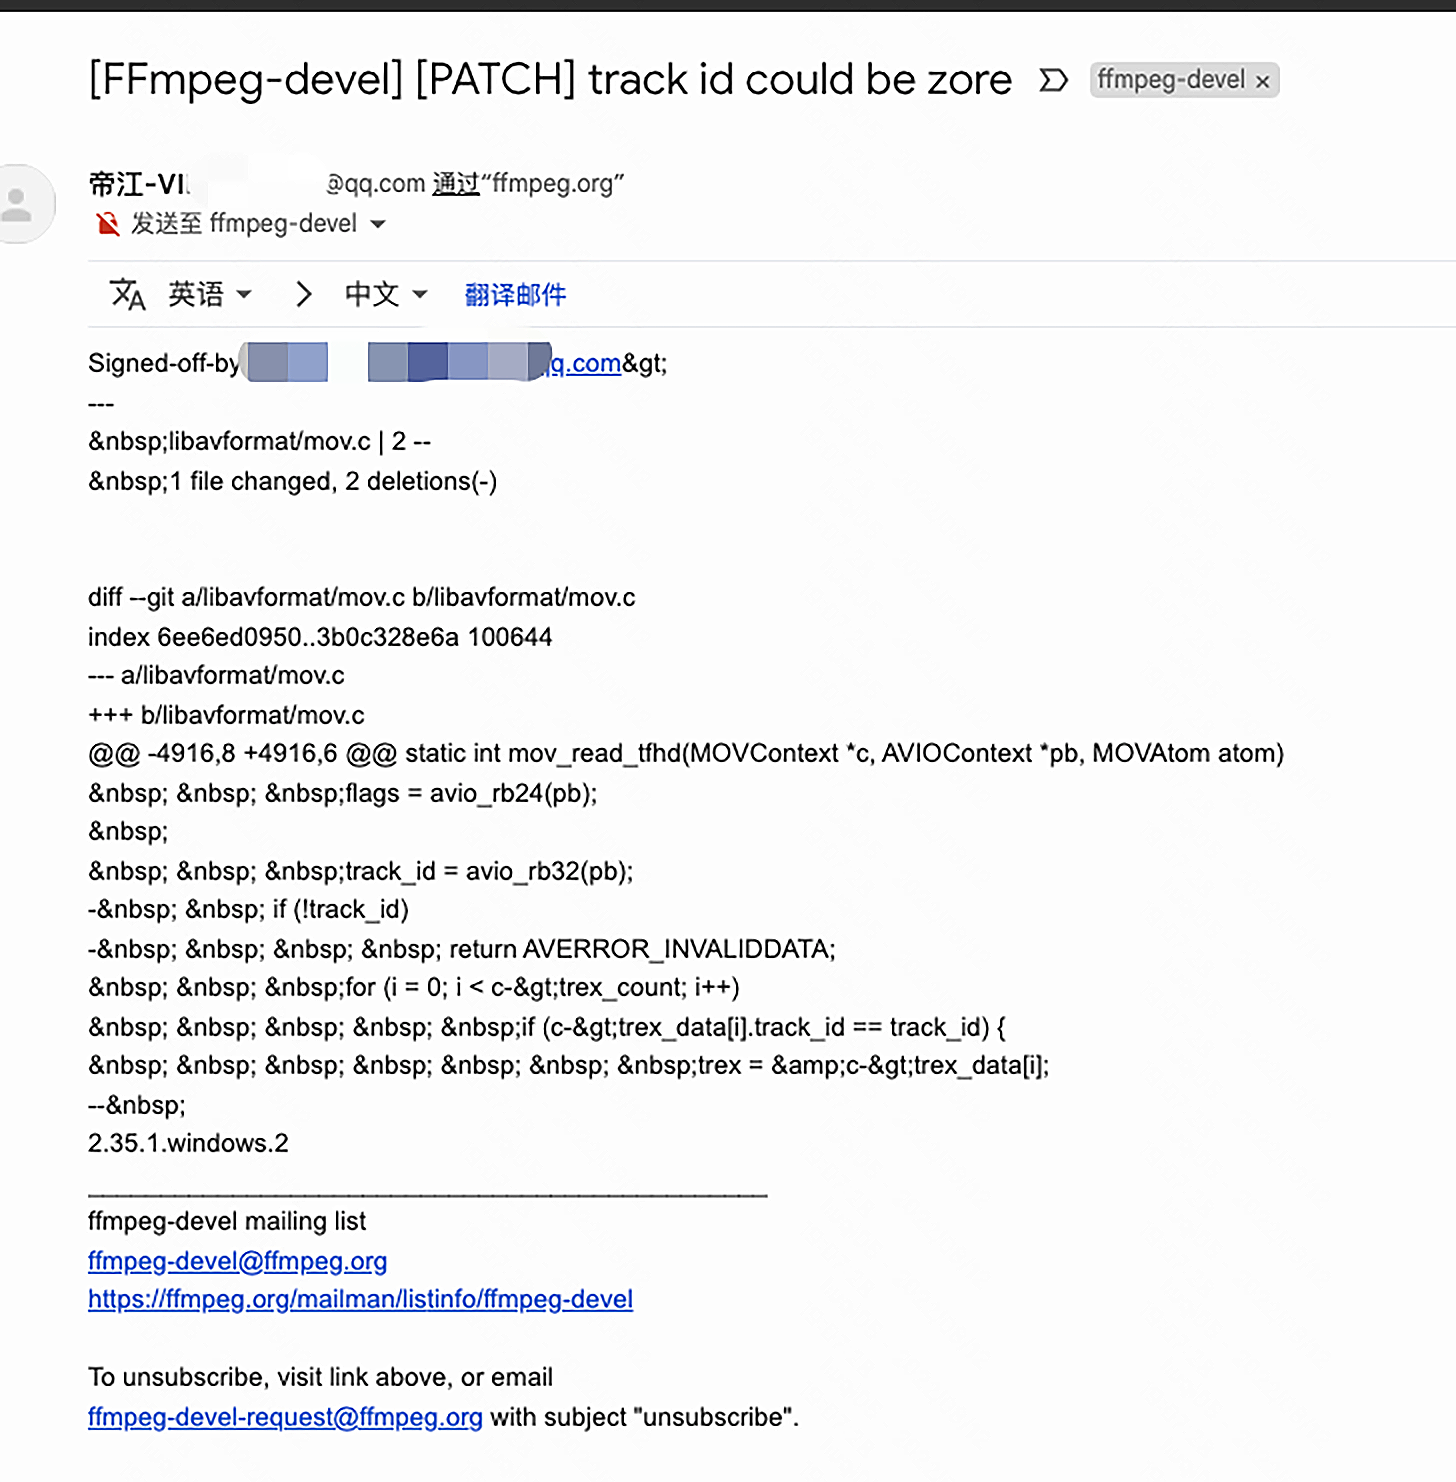 [FFmpeg-devel] [PATCH] track id could be zore ffmpeg-devel ×
帝江-VI @qq.com 通过“ffmpeg.org”
发送至 ffmpeg-devel
英语 中文 翻译邮件
Signed-off-by q.com&gt;
---
&nbsp;libavformat/mov.c | 2 --
&nbsp;1 file changed, 2 deletions(-)
diff --git a/libavformat/mov.c b/libavformat/mov.c
index 6ee6ed0950..3b0c328e6a 100644
--- a/libavformat/mov.c
+++ b/libavformat/mov.c
@@ -4916,8 +4916,6 @@ static int mov_read_tfhd(MOVContext *c, AVIOContext *pb, MOVAtom atom)
&nbsp; &nbsp; &nbsp;flags = avio_rb24(pb);
&nbsp;
&nbsp; &nbsp; &nbsp;track_id = avio_rb32(pb);
-&nbsp; &nbsp; if (!track_id)
-&nbsp; &nbsp; &nbsp; &nbsp; return AVERROR_INVALIDDATA;
&nbsp; &nbsp; &nbsp;for (i = 0; i < c-&gt;trex_count; i++)
&nbsp; &nbsp; &nbsp; &nbsp; &nbsp;if (c-&gt;trex_data[i].track_id == track_id) {
&nbsp; &nbsp; &nbsp; &nbsp; &nbsp; &nbsp; &nbsp;trex = &amp;c-&gt;trex_data[i];
--&nbsp;
2.35.1.windows.2
_______________________________________________
ffmpeg-devel mailing list
ffmpeg-devel@ffmpeg.org
https://ffmpeg.org/mailman/listinfo/ffmpeg-devel
To unsubscribe, visit link above, or email
ffmpeg-devel-request@ffmpeg.org with subject "unsubscribe".